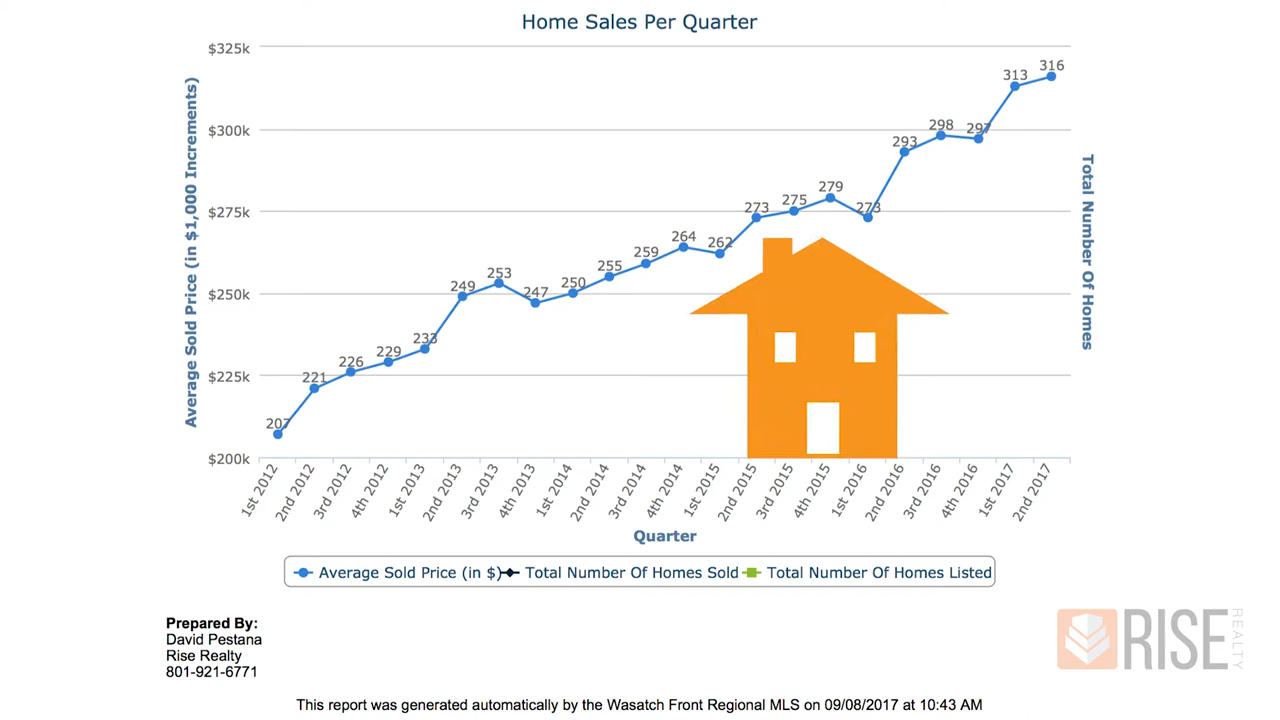 Home Sales Per Quarter
$325k
$300k
$275k
$250k
$225k
$200k
Average Sold Price (in $1,000 Increments)
Total Number Of Homes
207
221
226
229
233
249
253
247
250
255
259
264
262
273
275
279
273
293
298
297
313
316
1st 2012
2nd 2012
3rd 2012
4th 2012
1st 2013
2nd 2013
3rd 2013
4th 2013
1st 2014
2nd 2014
3rd 2014
4th 2014
1st 2015
2nd 2015
3rd 2015
4th 2015
1st 2016
2nd 2016
3rd 2016
4th 2016
1st 2017
2nd 2017
Quarter
Average Sold Price (in $) Total Number Of Homes Sold Total Number Of Homes Listed
Prepared By:
David Pestana
Rise Realty
801-921-6771
RISE REALTY
This report was generated automatically by the Wasatch Front Regional MLS on 09/08/2017 at 10:43 AM